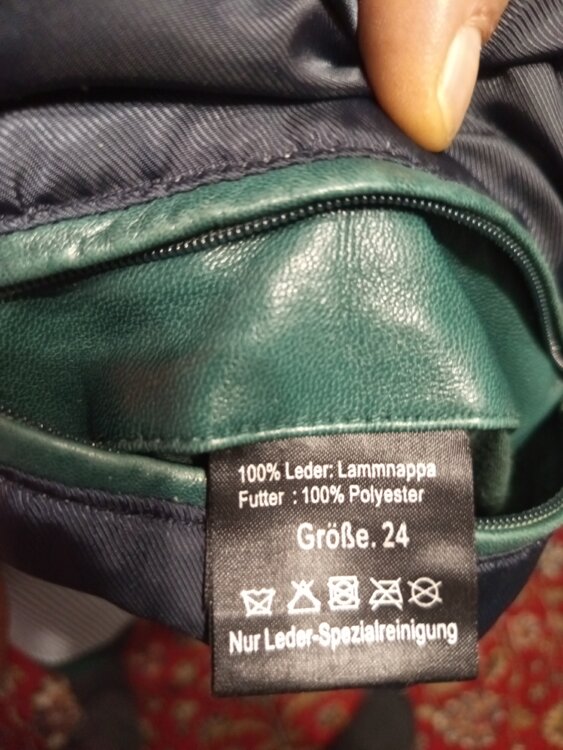 100% Leder: Lammnappa
Futter : 100% Polyester
Größe. 24
Nur Leder-Spezialreinigung